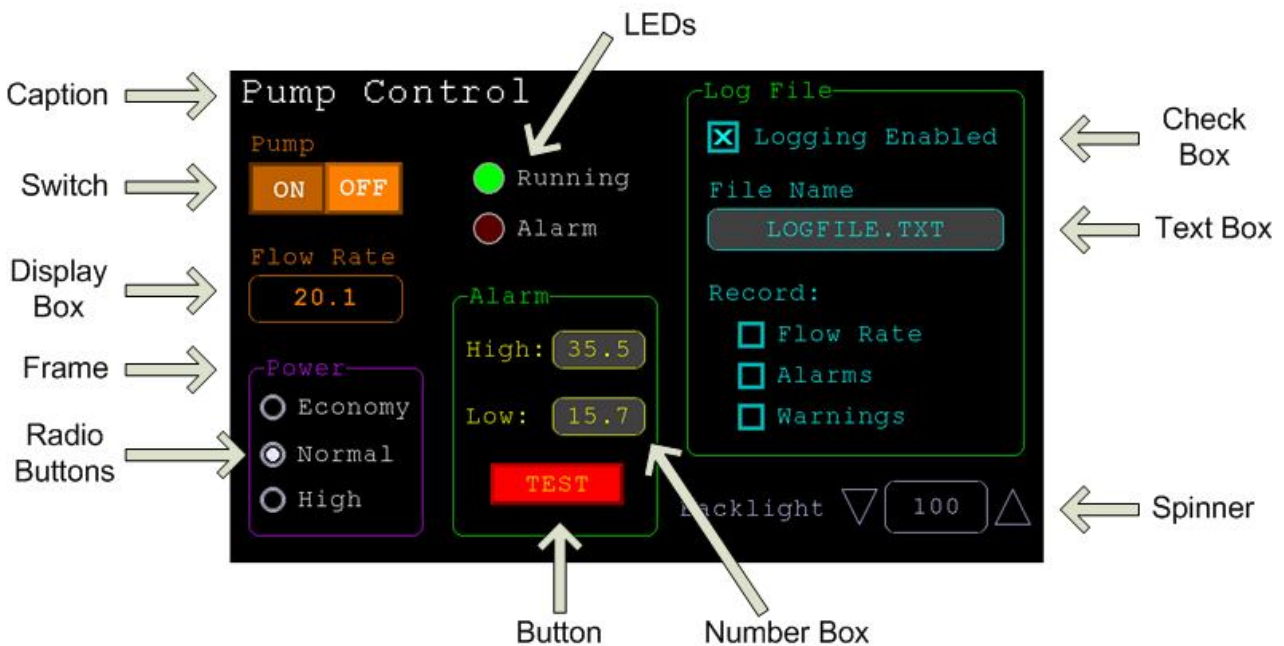 LEDs
Caption
Pump Control
Log File
Logging Enabled
Check
Box
Pump
Switch
ON OFF
Running
File Name
LOGFILE.TXT
Text Box
Alarm
Display
Box
Flow Rate
20.1
Alarm
Record:
High: 35.5
Flow Rate
Frame
Power
Alarms
Economy
Low: 15.7
Warnings
Radio
Buttons
Normal
High
TEST
Backlight 100
Spinner
Button
Number Box